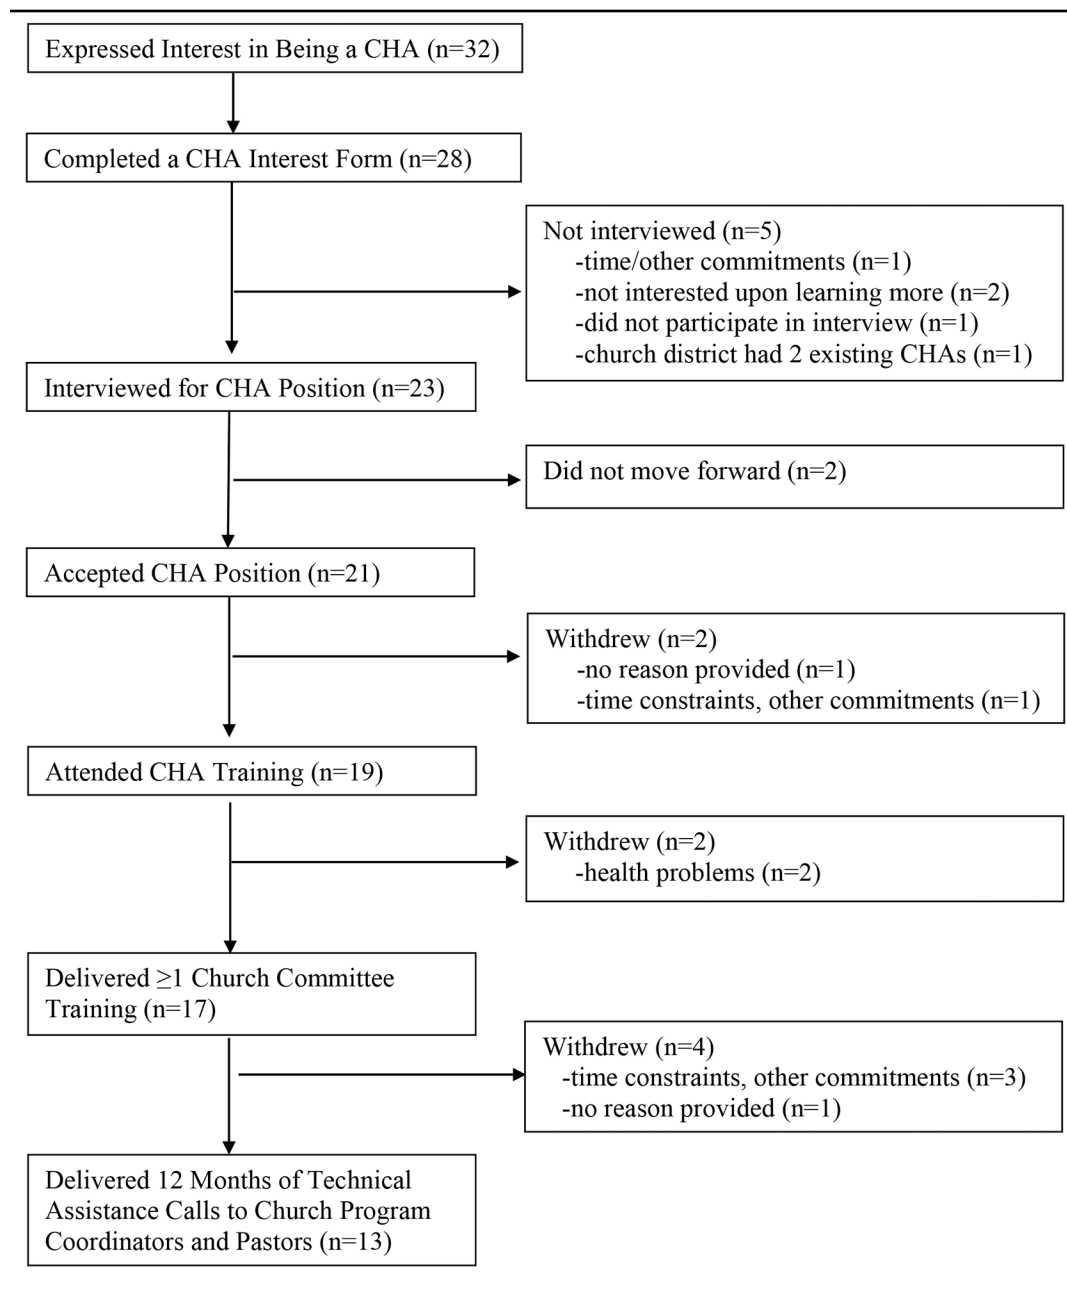 Expressed Interest in Being a CHA (n=32)
Completed a CHA Interest Form (n=28)
Not interviewed (n=5)
-time/other commitments (n=1)
-not interested upon learning more (n=2)
-did not participate in interview (n=1)
-church district had 2 existing CHAs (n=1)
Interviewed for CHA Position (n=23)
Did not move forward (n=2)
Accepted CHA Position (n=21)
Withdrew (n=2)
-no reason provided (n=1)
-time constraints, other commitments (n=1)
Attended CHA Training (n=19)
Withdrew (n=2)
-health problems (n=2)
Delivered ≥1 Church Committee
Training (n=17)
Withdrew (n=4)
-time constraints, other commitments (n=3)
-no reason provided (n=1)
Delivered 12 Months of Technical
Assistance Calls to Church Program
Coordinators and Pastors (n=13)